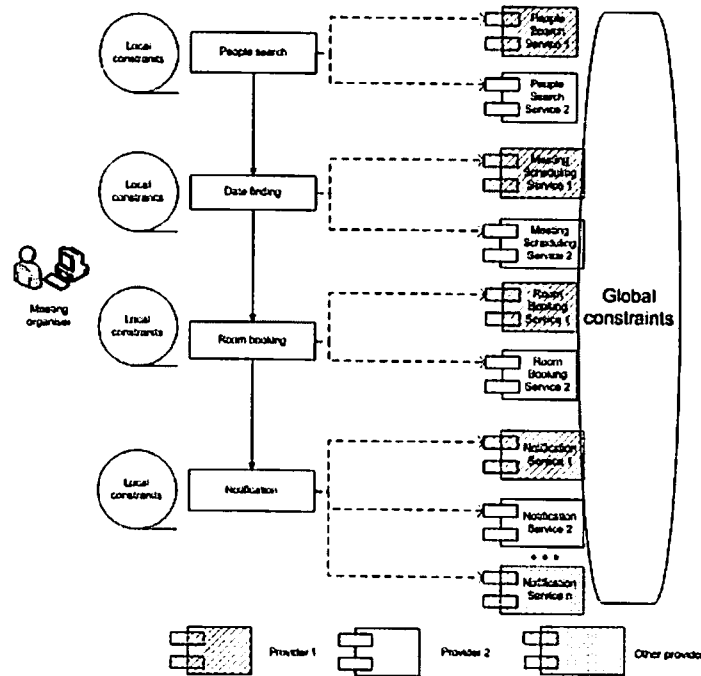 Local
constraints
People search
People
Search
Service 1
People
Search
Service 2
Local
constraints
Date finding
Meeting
Scheduling
Service 1
Meeting
Scheduling
Service 2
Meeting
organiser
Local
constraints
Room booking
Room
Booking
Service 1
Room
Booking
Service 2
Global
constraints
Local
constraints
Notification
Notification
Service 1
Notification
Service 2
• • •
Notification
Service n
Provider 1
Provider 2
Other provider